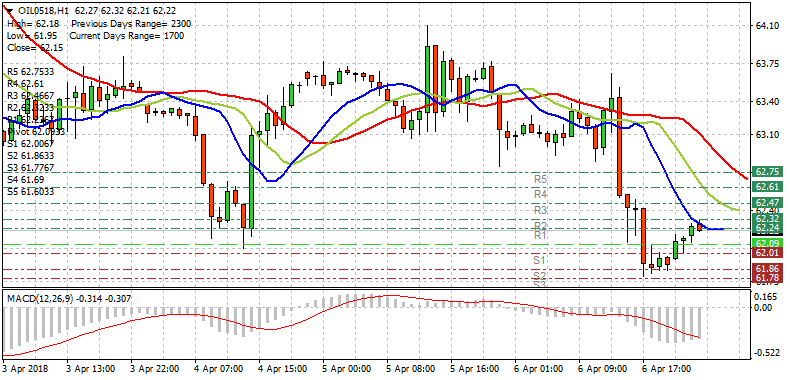 OIL0518,H1 62.27 62.32 62.21 62.22
High= 62.18 Previous Days Range= 2300
Low= 61.95 Current Days Range= 1700
Close= 62.15
R5 62.7533
R4 62.61
R3 62.4667
R2
R1
Pivot 62.0933
S1 62.0067
S2 61.8633
S3 61.7767
S4 61.69
S5 61.6033
64.10
63.75
63.40
63.10
62.75
62.61
62.47
62.40
62.32
62.24
62.09
62.01
61.86
61.78
R5
R4
R3
R2
R1
S1
S2
S3
MACD(12,26,9) -0.314 -0.307
0.165
0.00
-0.522
3 Apr 2018
3 Apr 13:00
3 Apr 22:00
4 Apr 07:00
4 Apr 15:00
5 Apr 00:00
5 Apr 08:00
5 Apr 16:00
6 Apr 01:00
6 Apr 09:00
6 Apr 17:00